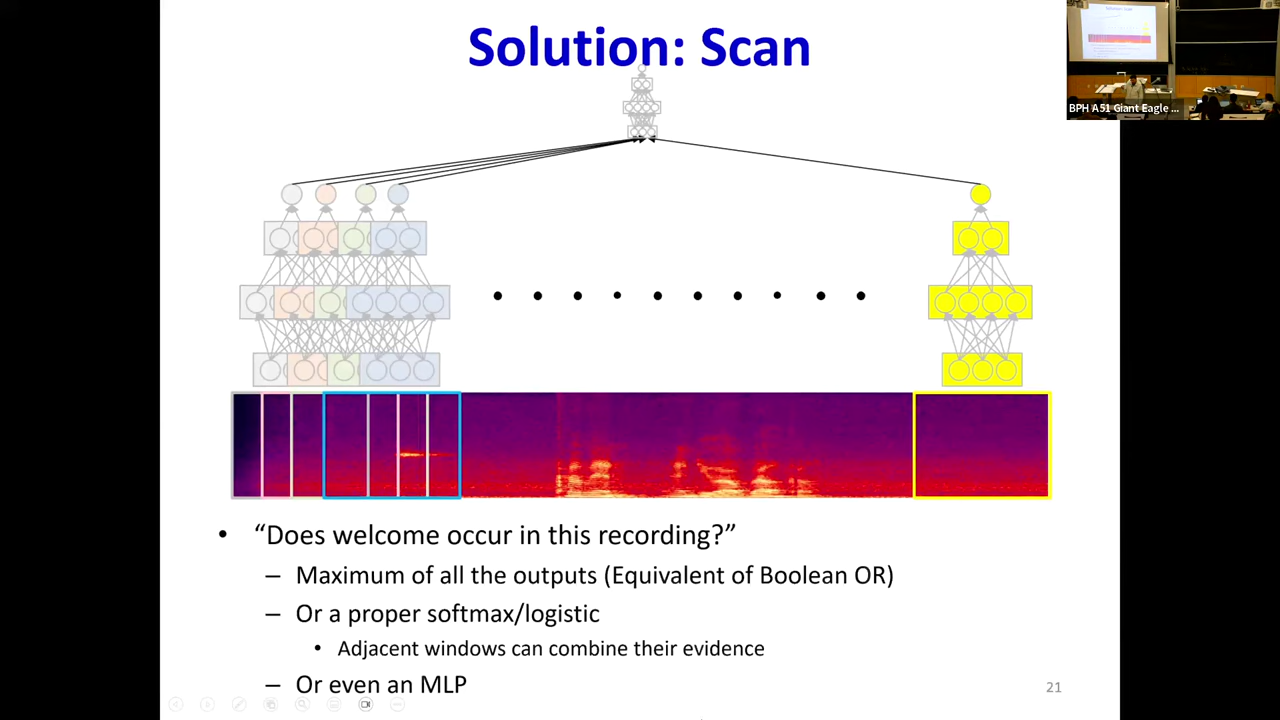 Solution: Scan
BPH A51 Giant Eagle ...
• “Does welcome occur in this recording?”
– Maximum of all the outputs (Equivalent of Boolean OR)
– Or a proper softmax/logistic
• Adjacent windows can combine their evidence
– Or even an MLP
21